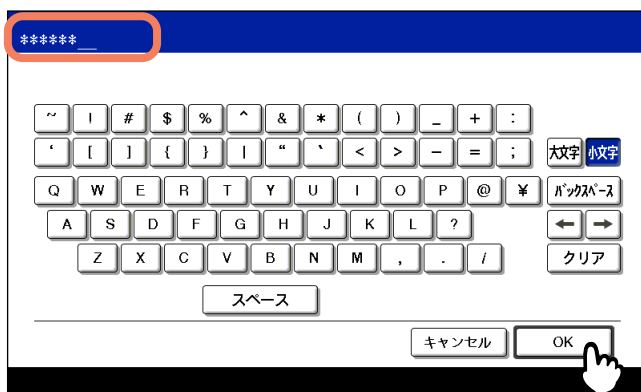 ******__
~ ! # $ % ^ & * ( ) _ + :
‘ [ ] { } | “ ` < > － = ; 大文字 小文字
Q W E R T Y U I O P @ ¥ バックスペース
A S D F G H J K L ? ← →
Z X C V B N M , . / クリア
スペース
キャンセル OK